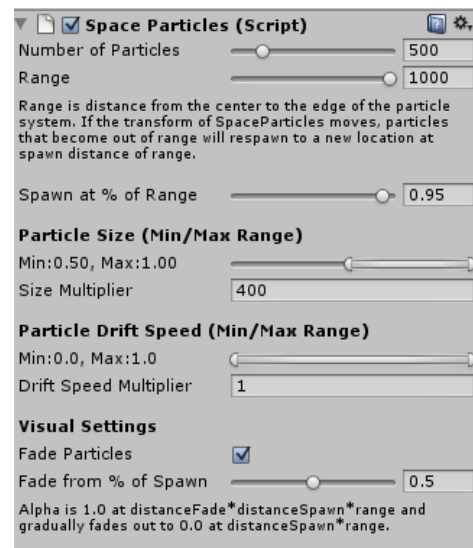 Space Particles (Script)
Number of Particles 500
Range 1000
Range is distance from the center to the edge of the particle
system. If the transform of SpaceParticles moves, particles
that become out of range will respawn to a new location at
spawn distance of range.
Spawn at % of Range 0.95
Particle Size (Min/Max Range)
Min:0.50, Max:1.00
Size Multiplier 400
Particle Drift Speed (Min/Max Range)
Min:0.0, Max:1.0
Drift Speed Multiplier 1
Visual Settings
Fade Particles
Fade from % of Spawn 0.5
Alpha is 1.0 at distanceFade*distanceSpawn*range and
gradually fades out to 0.0 at distanceSpawn*range.